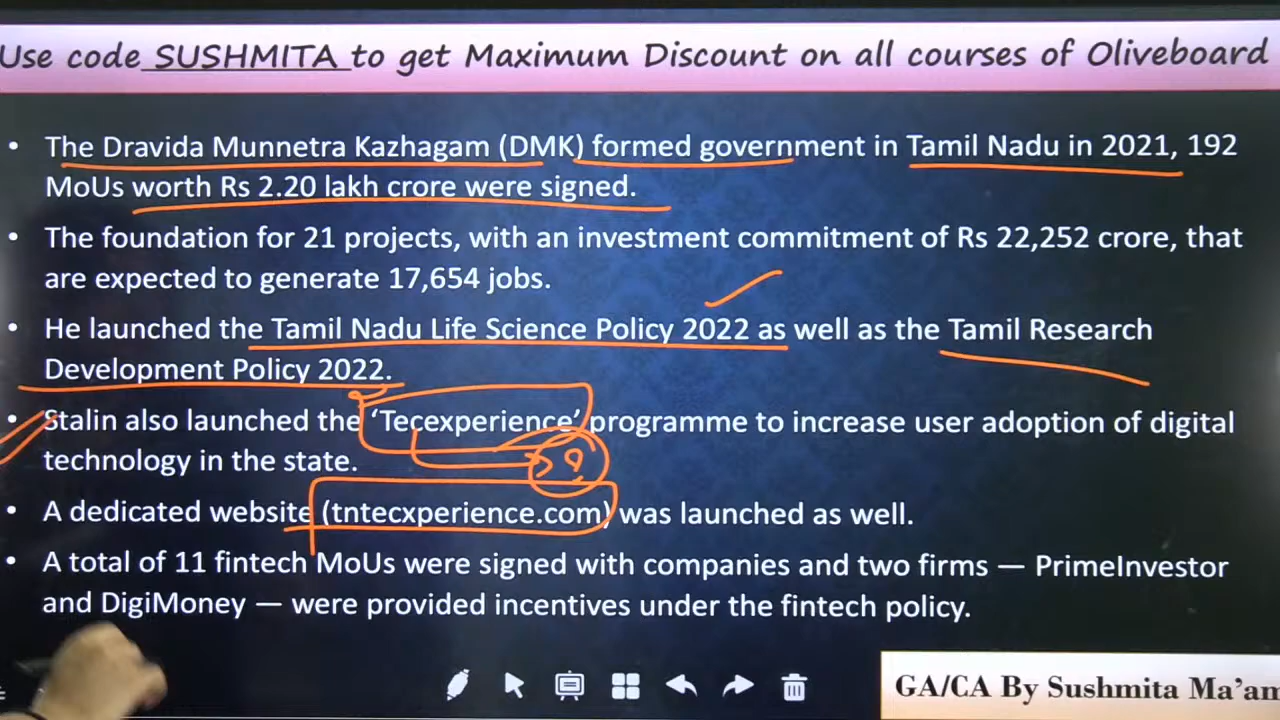 Use code SUSHMITA to get Maximum Discount on all courses of Oliveboard
• The Dravida Munnetra Kazhagam (DMK) formed government in Tamil Nadu in 2021, 192
MoUs worth Rs 2.20 lakh crore were signed.
• The foundation for 21 projects, with an investment commitment of Rs 22,252 crore, that
are expected to generate 17,654 jobs.
• He launched the Tamil Nadu Life Science Policy 2022 as well as the Tamil Research
Development Policy 2022.
• Stalin also launched the ‘Tecexperience’ programme to increase user adoption of digital
technology in the state.
• A dedicated website (tntecxperience.com) was launched as well.
• A total of 11 fintech MoUs were signed with companies and two firms — PrimeInvestor
and DigiMoney — were provided incentives under the fintech policy.
GA/CA By Sushmita Ma’am